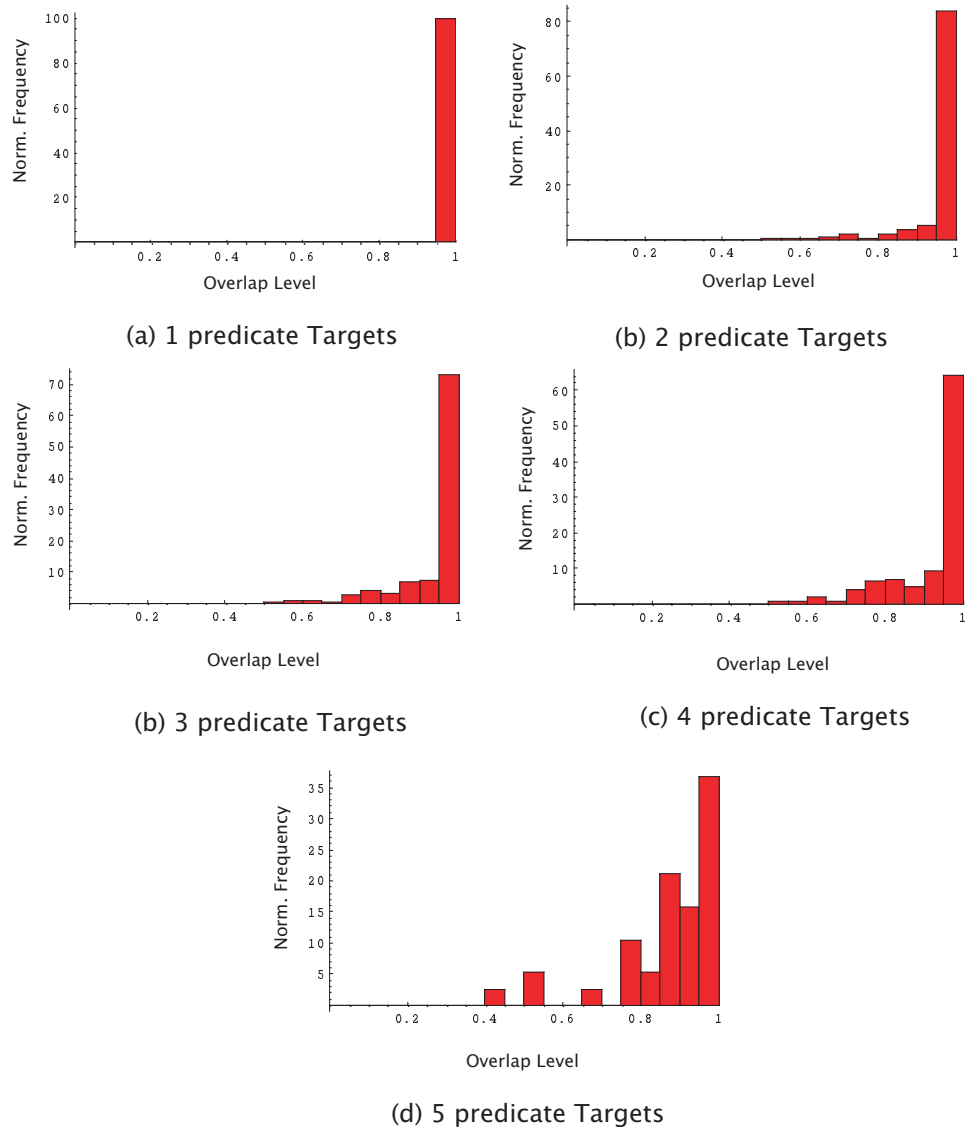 Norm. Frequency
100
80
60
40
20
0.2 0.4 0.6 0.8 1
Overlap Level
(a) 1 predicate Targets
Norm. Frequency
80
60
40
20
0.2 0.4 0.6 0.8 1
Overlap Level
(b) 2 predicate Targets
Norm. Frequency
70
60
50
40
30
20
10
0.2 0.4 0.6 0.8 1
Overlap Level
(b) 3 predicate Targets
Norm. Frequency
60
50
40
30
20
10
0.2 0.4 0.6 0.8 1
Overlap Level
(c) 4 predicate Targets
Norm. Frequency
35
30
25
20
15
10
5
0.2 0.4 0.6 0.8 1
Overlap Level
(d) 5 predicate Targets